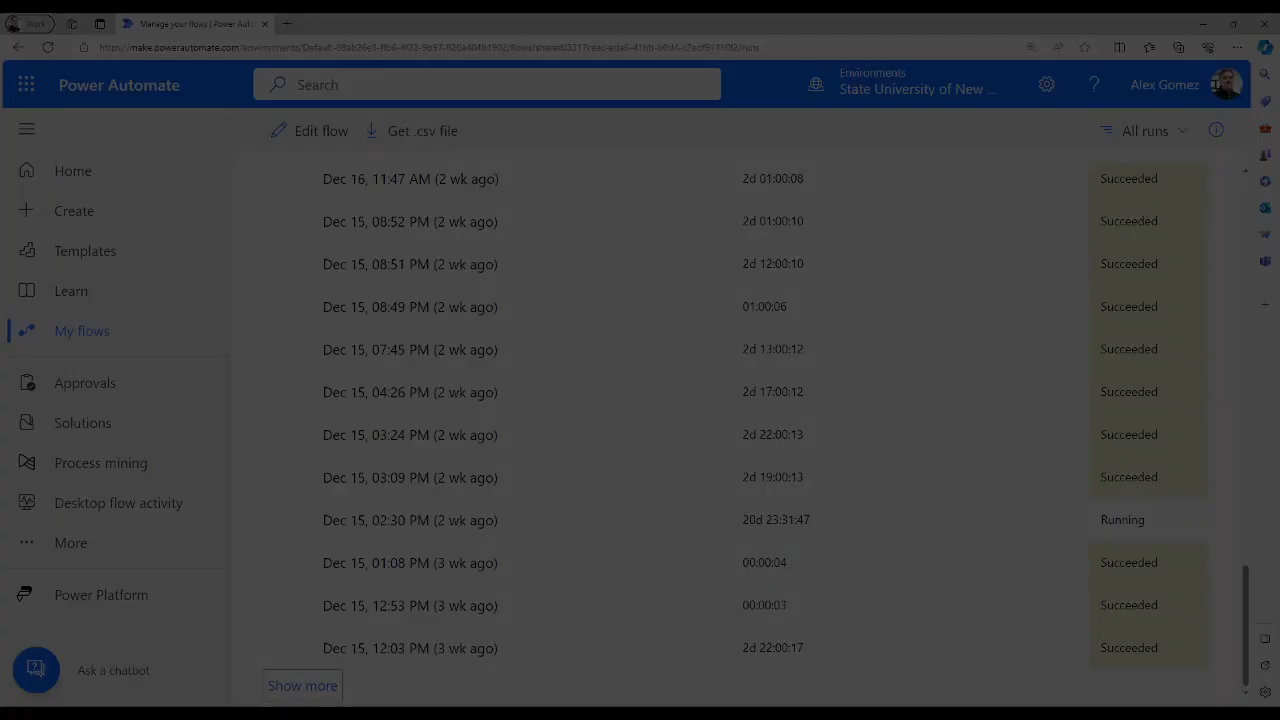 Work
Manage your flows | Power Auto
Power Automate
Search
Environments
State University of New ...
Alex Gomez
Edit flow
Get .csv file
All runs
Home
Create
Templates
Learn
My flows
Approvals
Solutions
Process mining
Desktop flow activity
More
Power Platform
Ask a chatbot
Dec 16, 11:47 AM (2 wk ago) 2d 01:00:08 Succeeded
Dec 15, 08:52 PM (2 wk ago) 2d 01:00:10 Succeeded
Dec 15, 08:51 PM (2 wk ago) 2d 12:00:10 Succeeded
Dec 15, 08:49 PM (2 wk ago) 01:00:06 Succeeded
Dec 15, 07:45 PM (2 wk ago) 2d 13:00:12 Succeeded
Dec 15, 04:26 PM (2 wk ago) 2d 17:00:12 Succeeded
Dec 15, 03:24 PM (2 wk ago) 2d 22:00:13 Succeeded
Dec 15, 03:09 PM (2 wk ago) 2d 19:00:13 Succeeded
Dec 15, 02:30 PM (2 wk ago) 20d 23:31:47 Running
Dec 15, 01:08 PM (3 wk ago) 00:00:04 Succeeded
Dec 15, 12:53 PM (3 wk ago) 00:00:03 Succeeded
Dec 15, 12:03 PM (3 wk ago) 2d 22:00:17 Succeeded
Show more